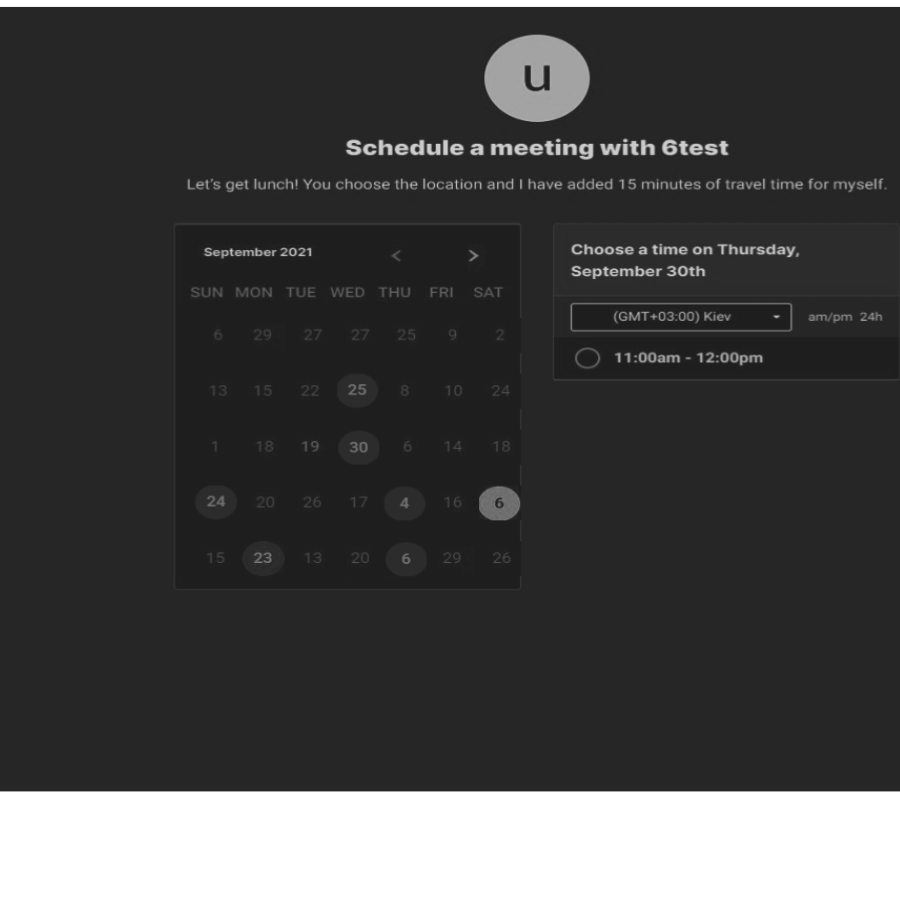 u
Schedule a meeting with 6test
Let's get lunch! You choose the location and I have added 15 minutes of travel time for myself.
September 2021 < >
SUN MON TUE WED THU FRI SAT
6 29 27 27 25 9 2
13 15 22 25 8 10 24
1 18 19 30 6 14 18
24 20 26 17 4 16 6
15 23 13 20 6 29 26
Choose a time on Thursday,
September 30th
(GMT+03:00) Kiev am/pm 24h
11:00am - 12:00pm